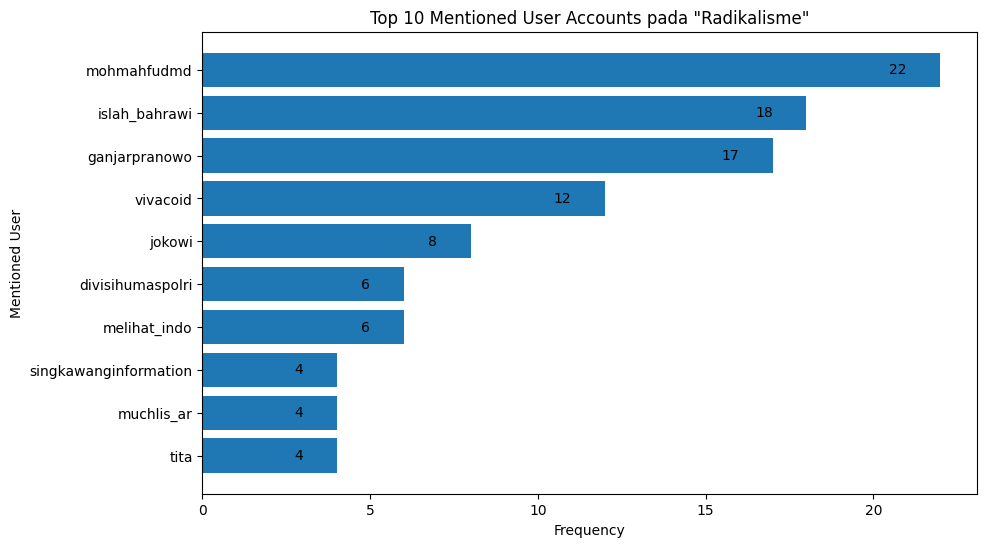 Top 10 Mentioned User Accounts pada "Radikalisme"
Mentioned User
mohmahfudmd 22
islah_bahrawi 18
ganjarpranowo 17
vivacoid 12
jokowi 8
divisihumaspolri 6
melihat_indo 6
singkawanginformation 4
muchlis_ar 4
tita 4
0 5 10 15 20
Frequency